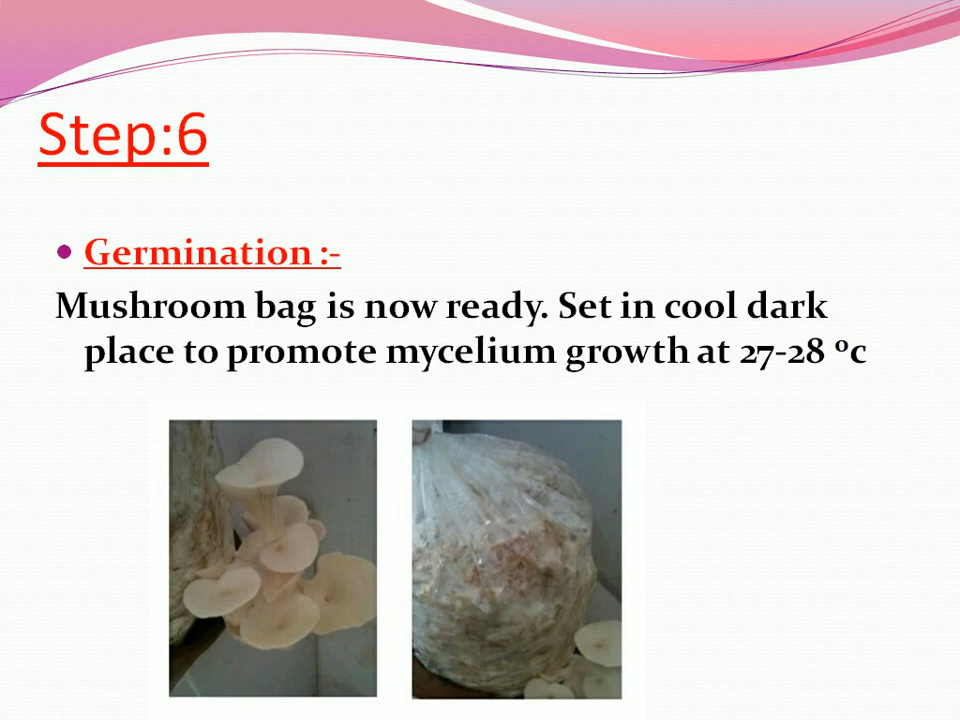 Step:6
Germination :-
Mushroom bag is now ready. Set in cool dark
place to promote mycelium growth at 27-28 ºc